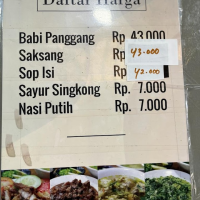 Daftar Harga
Babi Panggang Rp 43.000
Saksang Rp 43.000
Sop Isi Rp 42.000
Sayur Singkong Rp. 7.000
Nasi Putih Rp. 7.000